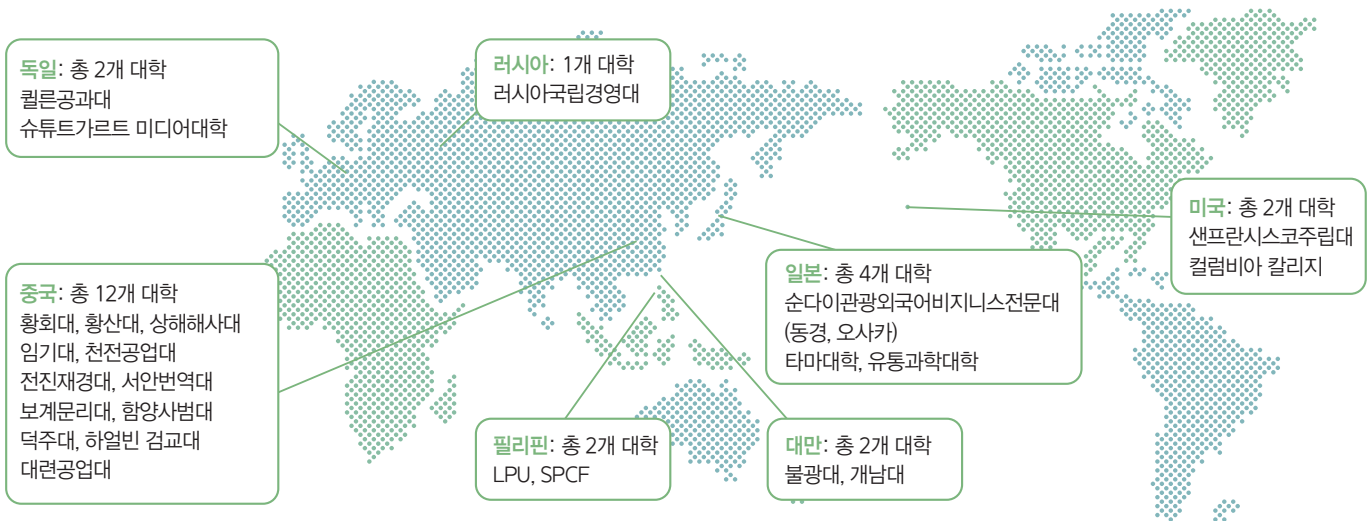 독일: 총 2개 대학
퀼른공과대
슈튜트가르트 미디어대학
러시아: 1개 대학
러시아국립경영대
미국: 총 2개 대학
샌프란시스코주립대
컬럼비아 칼리지
중국: 총 12개 대학
황회대, 황산대, 상해해사대
임기대, 천전공업대
전진재경대, 서안번역대
보계문리대, 함양사범대
덕주대, 하얼빈 검교대
대련공업대
일본: 총 4개 대학
순다이관광외국어비지니스전문대
(동경, 오사카)
타마대학, 유통과학대학
필리핀: 총 2개 대학
LPU, SPCF
대만: 총 2개 대학
불광대, 개남대